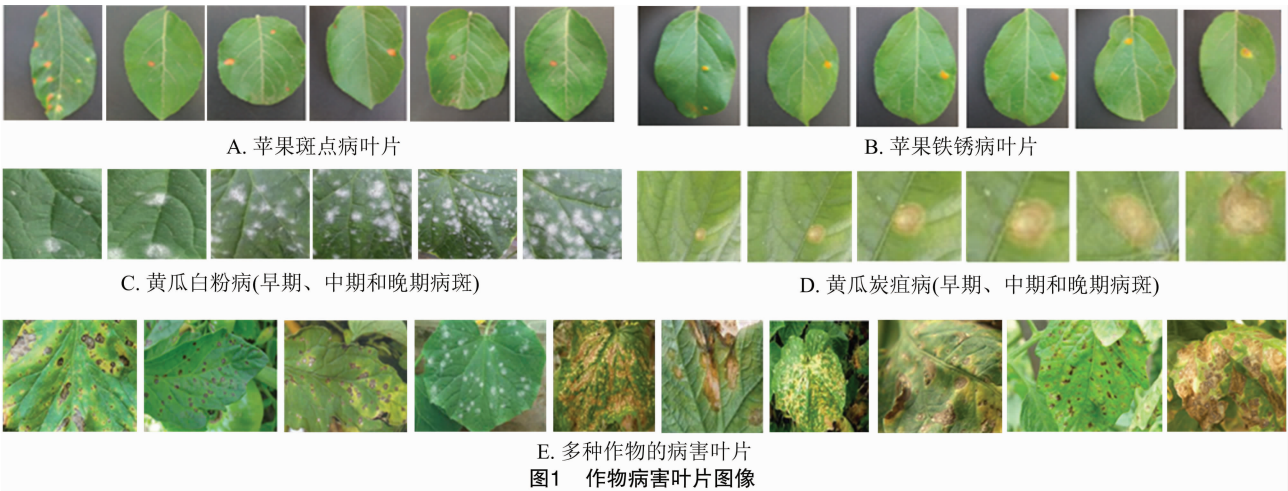 A. 苹果斑点病叶片
B. 苹果铁锈病叶片
C. 黄瓜白粉病(早期、中期和晚期病斑)
D. 黄瓜炭疽病(早期、中期和晚期病斑)
E. 多种作物的病害叶片
图1 作物病害叶片图像